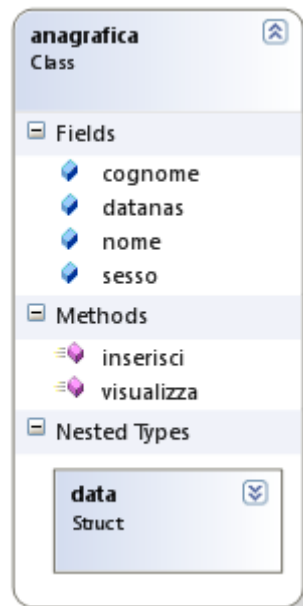 anagrafica
Class
Fields
cognome
datanas
nome
sesso
Methods
inserisci
visualizza
Nested Types
data
Struct